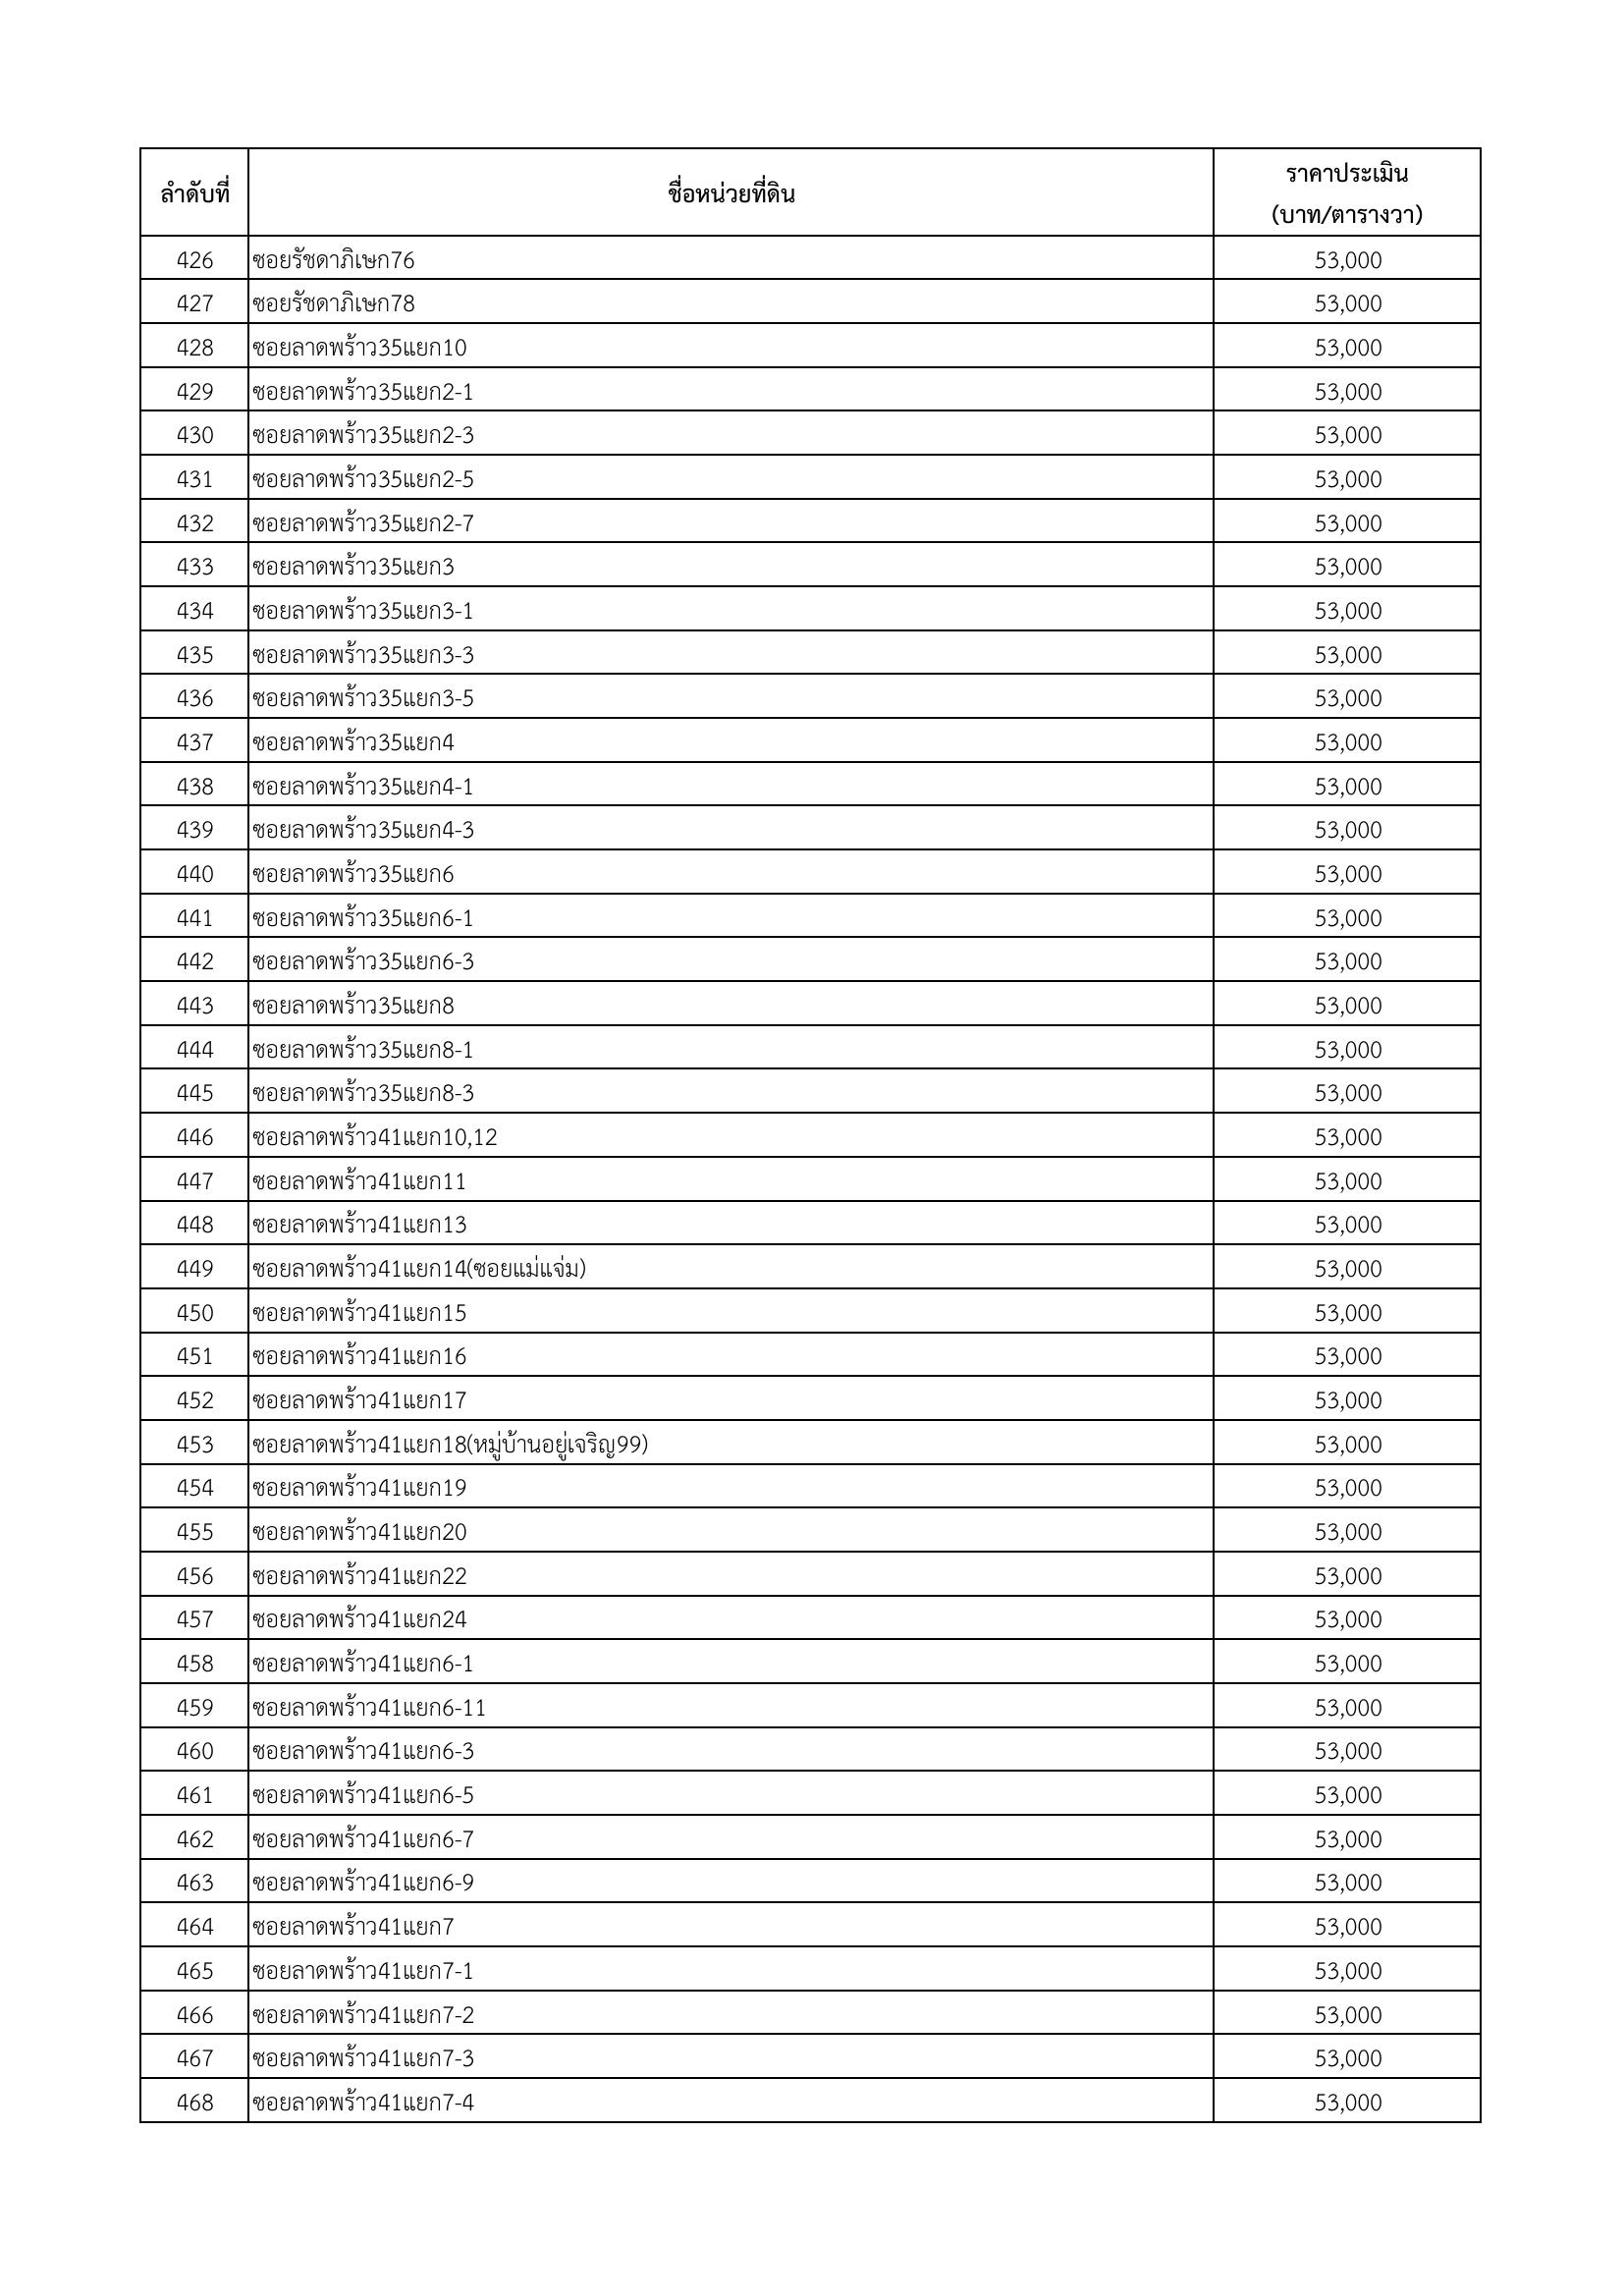 ลำดับที่ ชื่อหน่วยที่ดิน ราคาประเมิน
(บาท/ตารางวา)
426 ซอยรัชดาภิเษก76 53,000
427 ซอยรัชดาภิเษก78 53,000
428 ซอยลาดพร้าว35แยก10 53,000
429 ซอยลาดพร้าว35แยก2-1 53,000
430 ซอยลาดพร้าว35แยก2-3 53,000
431 ซอยลาดพร้าว35แยก2-5 53,000
432 ซอยลาดพร้าว35แยก2-7 53,000
433 ซอยลาดพร้าว35แยก3 53,000
434 ซอยลาดพร้าว35แยก3-1 53,000
435 ซอยลาดพร้าว35แยก3-3 53,000
436 ซอยลาดพร้าว35แยก3-5 53,000
437 ซอยลาดพร้าว35แยก4 53,000
438 ซอยลาดพร้าว35แยก4-1 53,000
439 ซอยลาดพร้าว35แยก4-3 53,000
440 ซอยลาดพร้าว35แยก6 53,000
441 ซอยลาดพร้าว35แยก6-1 53,000
442 ซอยลาดพร้าว35แยก6-3 53,000
443 ซอยลาดพร้าว35แยก8 53,000
444 ซอยลาดพร้าว35แยก8-1 53,000
445 ซอยลาดพร้าว35แยก8-3 53,000
446 ซอยลาดพร้าว41แยก10,12 53,000
447 ซอยลาดพร้าว41แยก11 53,000
448 ซอยลาดพร้าว41แยก13 53,000
449 ซอยลาดพร้าว41แยก14(ซอยแม่แจ่ม) 53,000
450 ซอยลาดพร้าว41แยก15 53,000
451 ซอยลาดพร้าว41แยก16 53,000
452 ซอยลาดพร้าว41แยก17 53,000
453 ซอยลาดพร้าว41แยก18(หมู่บ้านอยู่เจริญ99) 53,000
454 ซอยลาดพร้าว41แยก19 53,000
455 ซอยลาดพร้าว41แยก20 53,000
456 ซอยลาดพร้าว41แยก22 53,000
457 ซอยลาดพร้าว41แยก24 53,000
458 ซอยลาดพร้าว41แยก6-1 53,000
459 ซอยลาดพร้าว41แยก6-11 53,000
460 ซอยลาดพร้าว41แยก6-3 53,000
461 ซอยลาดพร้าว41แยก6-5 53,000
462 ซอยลาดพร้าว41แยก6-7 53,000
463 ซอยลาดพร้าว41แยก6-9 53,000
464 ซอยลาดพร้าว41แยก7 53,000
465 ซอยลาดพร้าว41แยก7-1 53,000
466 ซอยลาดพร้าว41แยก7-2 53,000
467 ซอยลาดพร้าว41แยก7-3 53,000
468 ซอยลาดพร้าว41แยก7-4 53,000